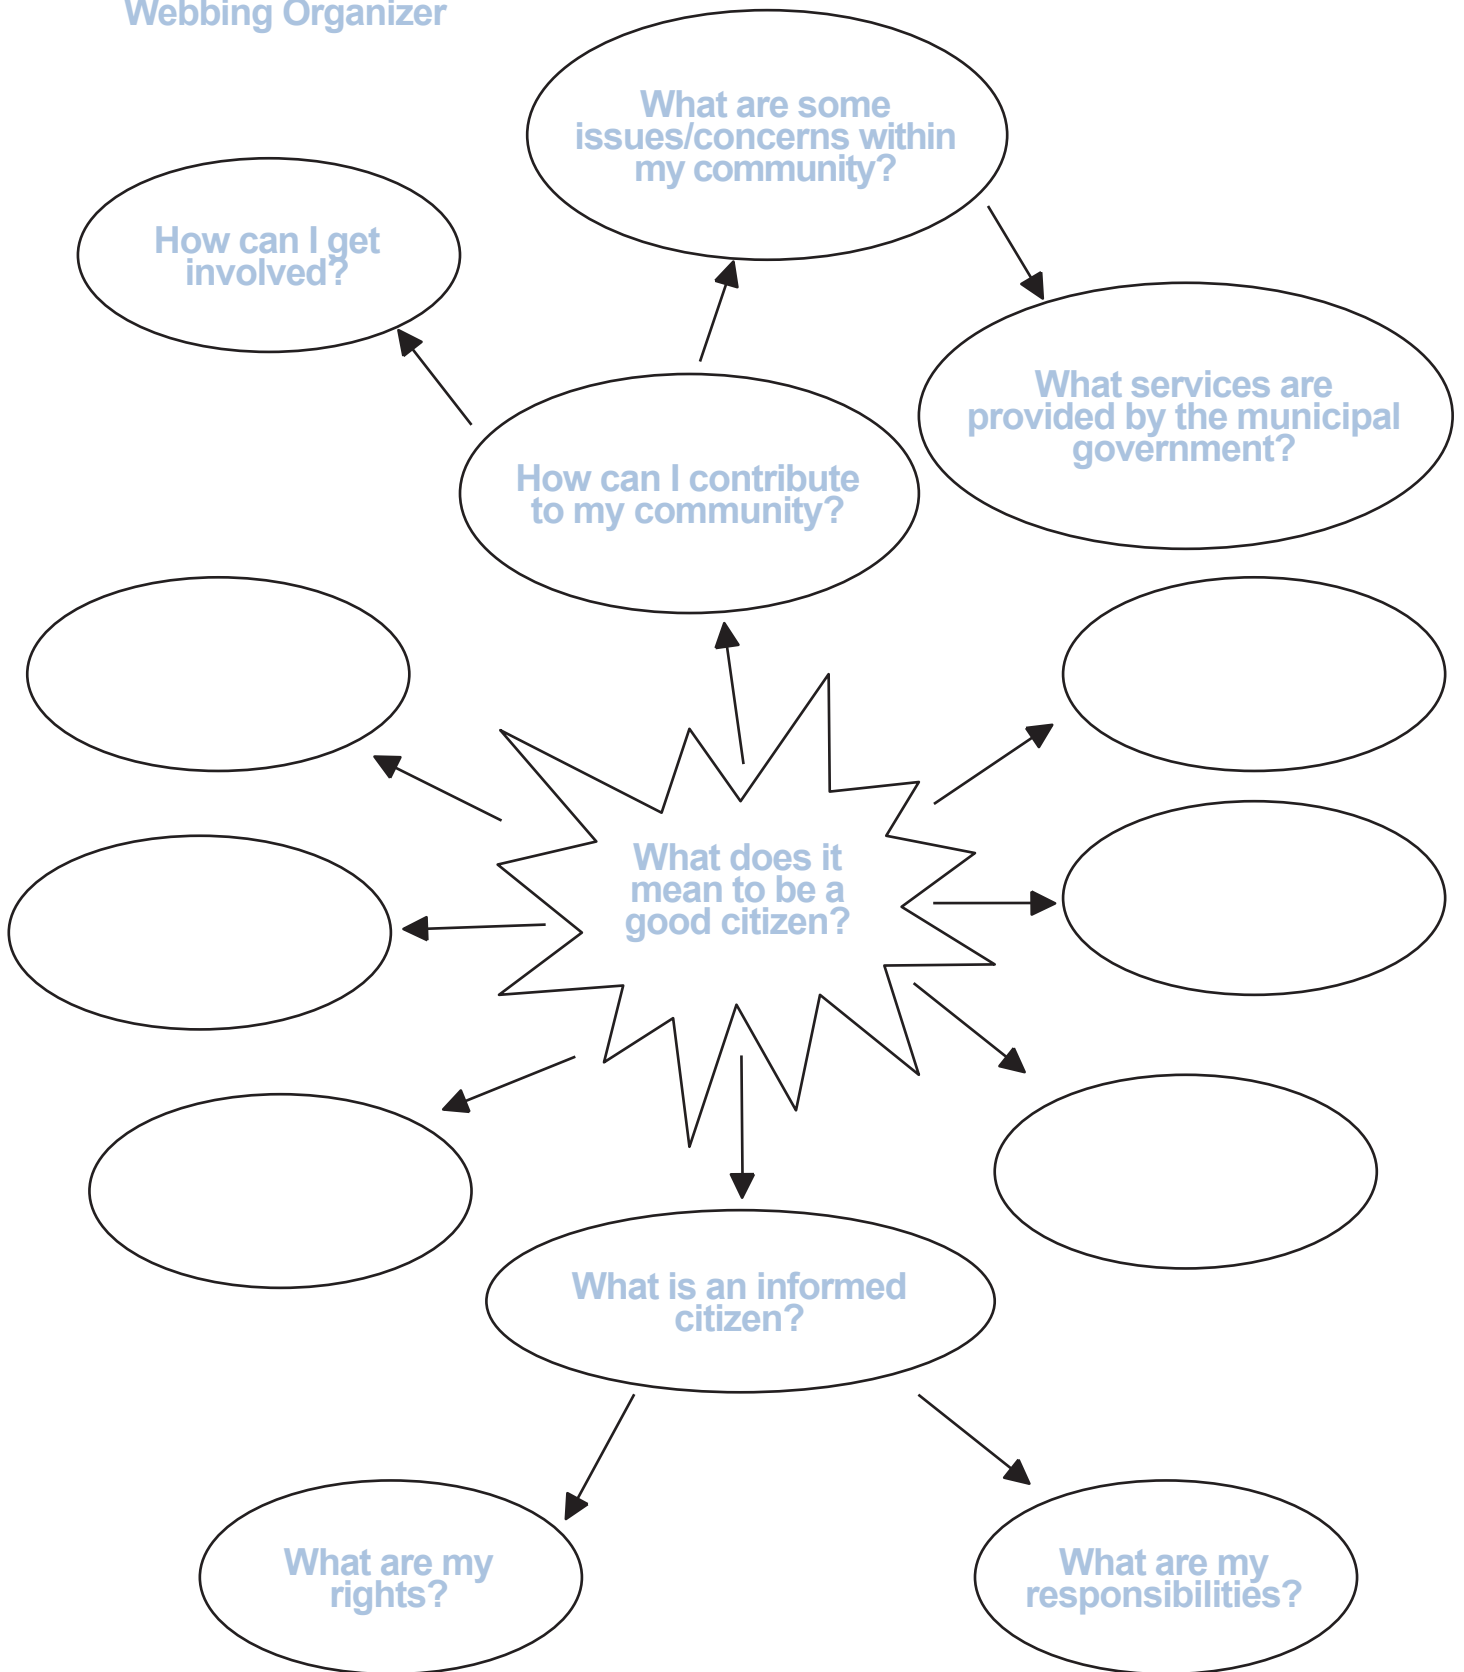 Webbing Organizer
What are some
issues/concerns within
my community?
How can I get
involved?
What services are
provided by the municipal
government?
How can I contribute
to my community?
What does it
mean to be a
good citizen?
What is an informed
citizen?
What are my
rights?
What are my
responsibilities?